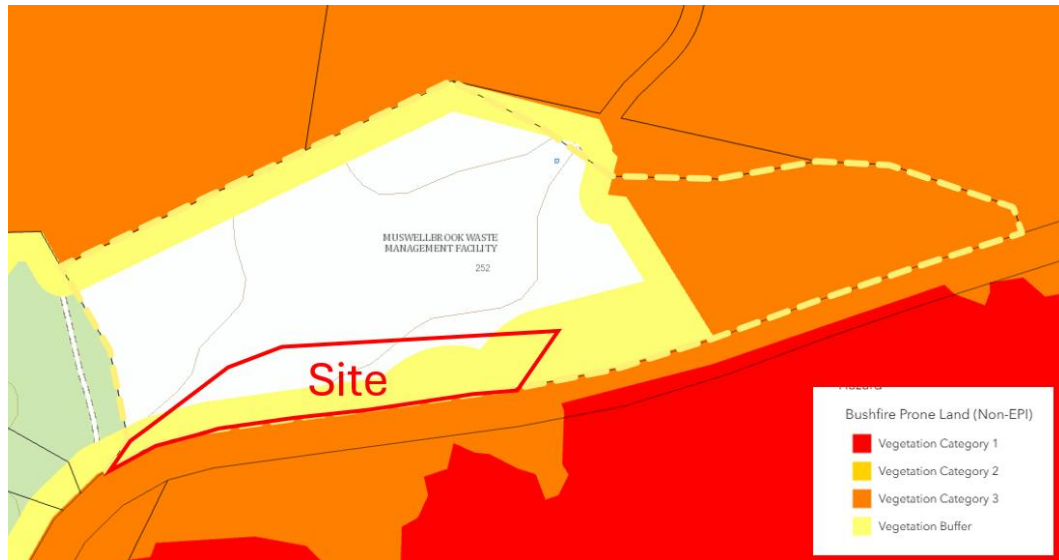 MUSWELLBROOK WASTE
MANAGEMENT FACILITY
252
Site
Hazard
Bushfire Prone Land (Non-EPI)
Vegetation Category 1
Vegetation Category 2
Vegetation Category 3
Vegetation Buffer